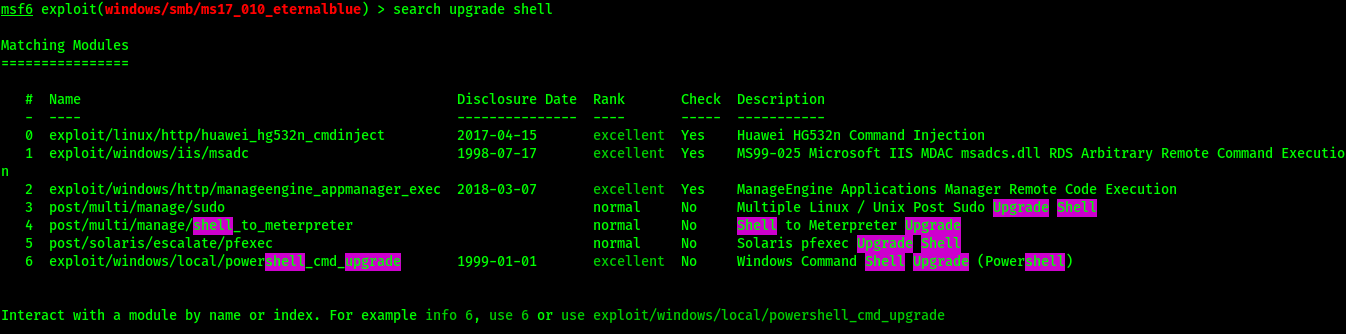 msf6 exploit(windows/smb/ms17_010_eternalblue) > search upgrade shell
Matching Modules
================
#  Name                                                Disclosure Date  Rank       Check  Description
-  ----                                                ---------------  ----       -----  -----------
0  exploit/linux/http/huawei_hg532n_cmdinject          2017-04-15       excellent  Yes    Huawei HG532n Command Injection
1  exploit/windows/iis/msadc                           1998-07-17       excellent  Yes    MS99-025 Microsoft IIS MDAC msadcs.dll RDS Arbitrary Remote Command Executio
n
2  exploit/windows/http/manageengine_appmanager_exec   2018-03-07       excellent  Yes    ManageEngine Applications Manager Remote Code Execution
3  post/multi/manage/sudo                                               normal     No     Multiple Linux / Unix Post Sudo Upgrade Shell
4  post/multi/manage/shell_to_meterpreter                               normal     No     Shell to Meterpreter Upgrade
5  post/solaris/escalate/pfexec                                         normal     No     Solaris pfexec Upgrade Shell
6  exploit/windows/local/powershell_cmd_upgrade        1999-01-01       excellent  No     Windows Command Shell Upgrade (Powershell)
Interact with a module by name or index. For example info 6, use 6 or use exploit/windows/local/powershell_cmd_upgrade